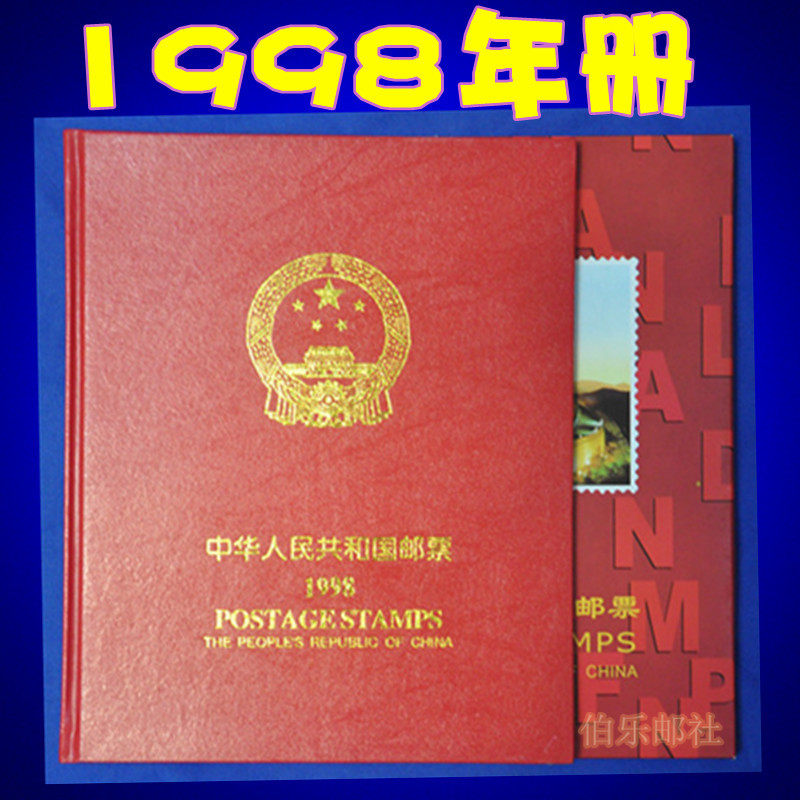 1998年册
中华人民共和国邮票
1998
POSTAGE STAMPS
THE PEOPLE'S REPUBLIC OF CHINA
邮票
MPS
CHINA
伯乐邮社